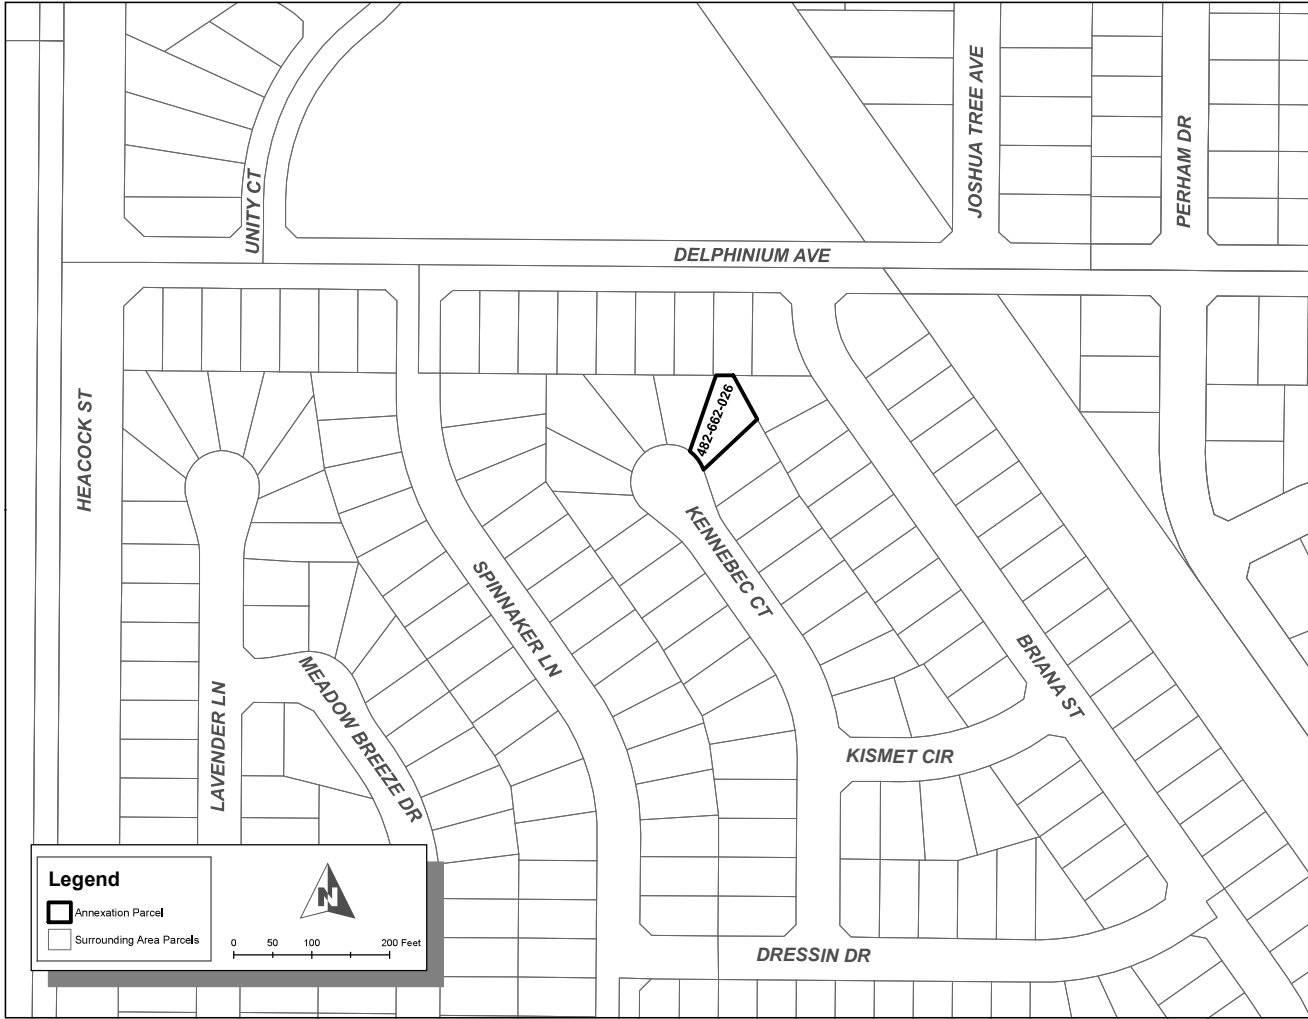 JOSHUA TREE AVE
PERHAM DR
UNITY CT
DELPHINIUM AVE
HEACOCK ST
482-662-026
KENNEBEC CT
SPINNAKER LN
BRIANA ST
MEADOW BREEZE DR
LAVENDER LN
KISMET CIR
DRESSIN DR
Legend
Annexation Parcel
Surrounding Area Parcels
N
0 50 100 200 Feet